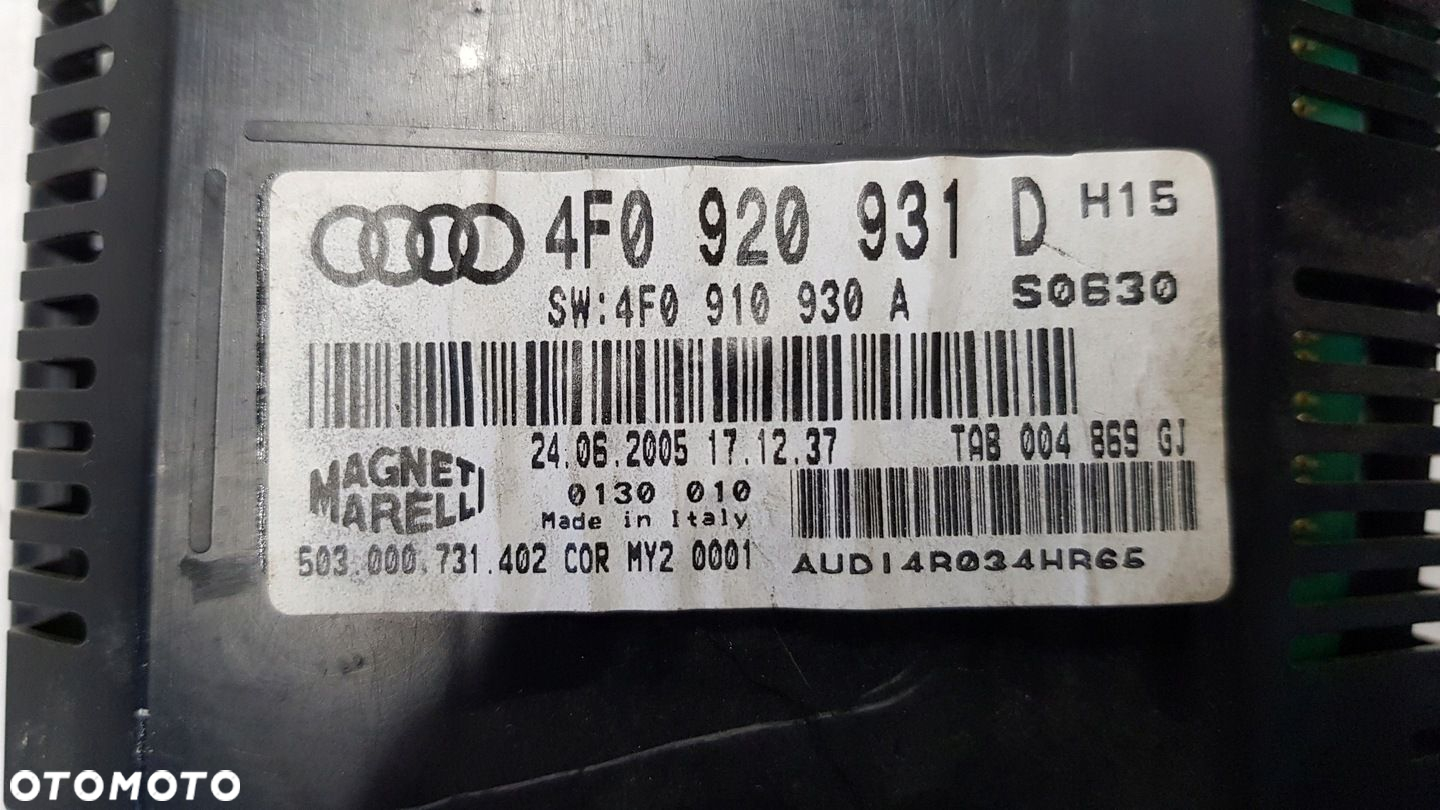 4F0 920 931 D H15
SW:4F0 910 930 A S0630
24.06.2005 17.12.37 TAB 004 869 GJ
MAGNETI
MARELLI
0130 010
Made in Italy
503.000.731.402 COR MY2 0001 AUDI4R034HR65
OTOMOTO